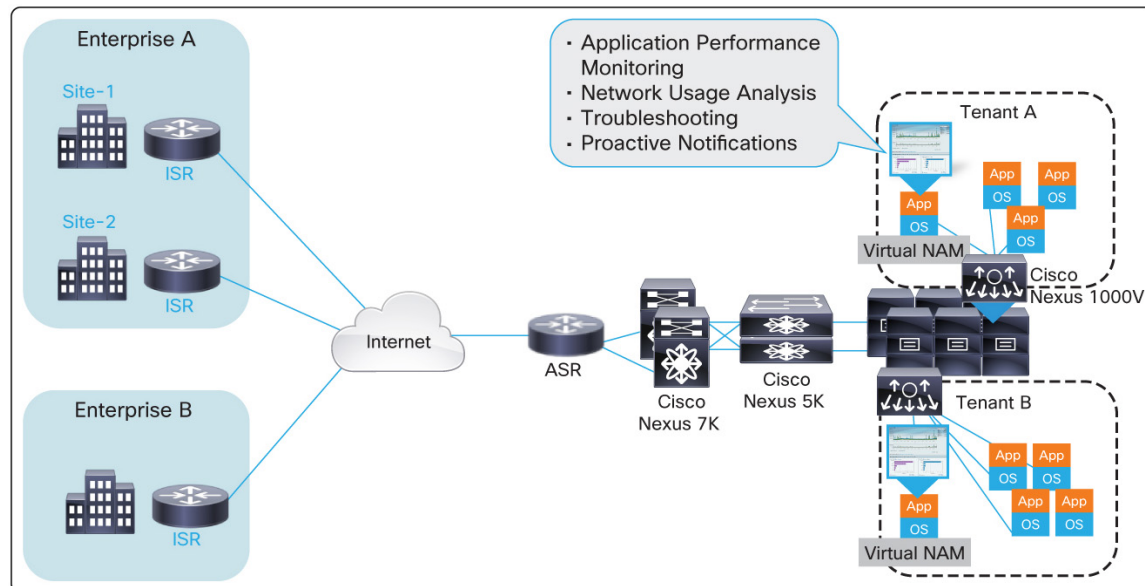 Enterprise A
Site-1
ISR
Site-2
ISR
Enterprise B
ISR
Internet
ASR
Cisco
Nexus 7K
Cisco
Nexus 5K
· Application Performance
Monitoring
· Network Usage Analysis
· Troubleshooting
· Proactive Notifications
Tenant A
App
OS
Virtual NAM
App
OS
App
OS
App
OS
Cisco
Nexus 1000V
Tenant B
App
OS
Virtual NAM
App
OS
App
OS
App
OS
App
OS